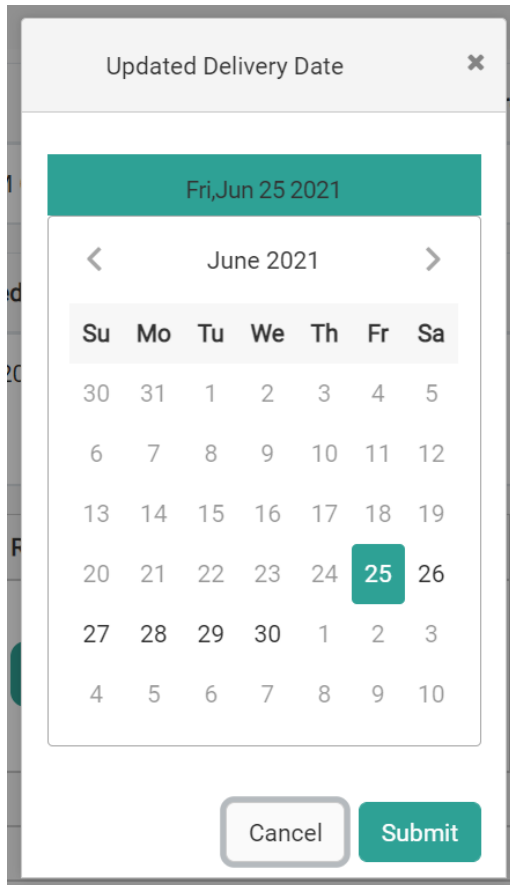 Updated Delivery Date ×
Fri,Jun 25 2021
< June 2021 >
Su Mo Tu We Th Fr Sa
30 31 1 2 3 4 5
6 7 8 9 10 11 12
13 14 15 16 17 18 19
20 21 22 23 24 25 26
27 28 29 30 1 2 3
4 5 6 7 8 9 10
Cancel Submit